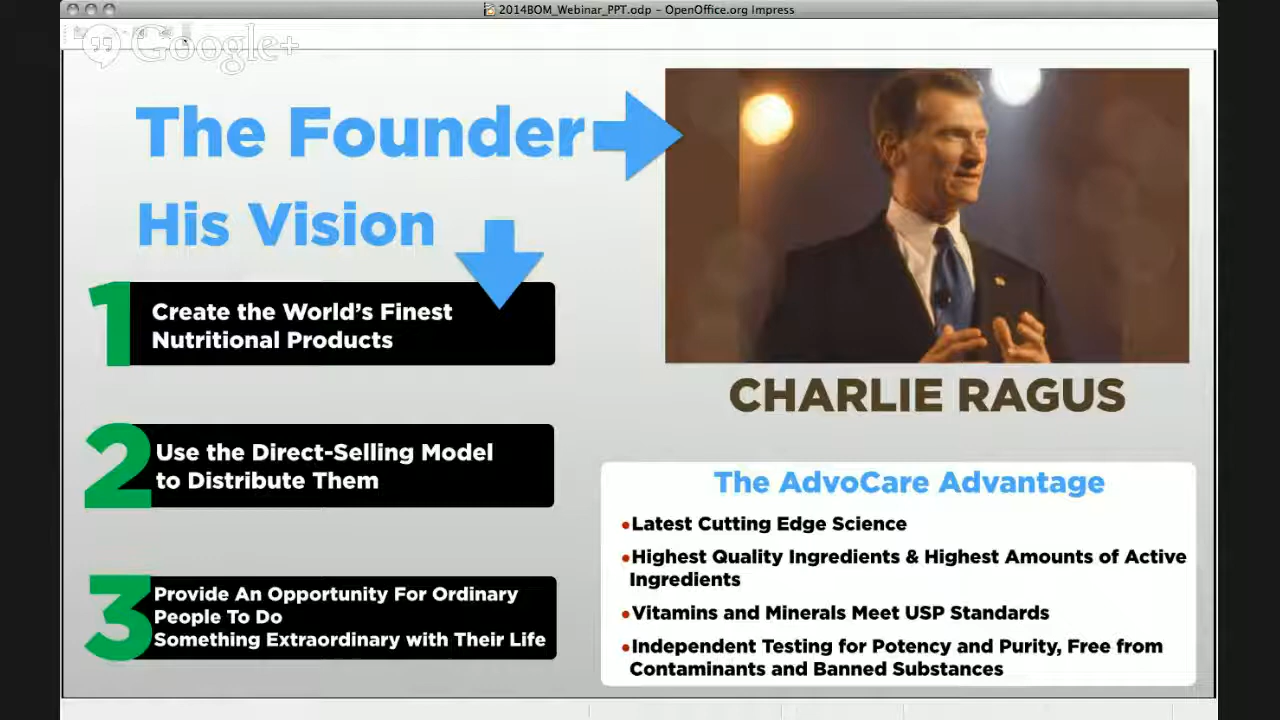 2014BOM_Webinar_PPT.odp – OpenOffice.org Impress
Google+
The Founder
His Vision
1
Create the World's Finest
Nutritional Products
2
Use the Direct-Selling Model
to Distribute Them
3
Provide An Opportunity For Ordinary
People To Do
Something Extraordinary with Their Life
CHARLIE RAGUS
The AdvoCare Advantage
•Latest Cutting Edge Science
•Highest Quality Ingredients & Highest Amounts of Active
Ingredients
•Vitamins and Minerals Meet USP Standards
•Independent Testing for Potency and Purity, Free from
Contaminants and Banned Substances